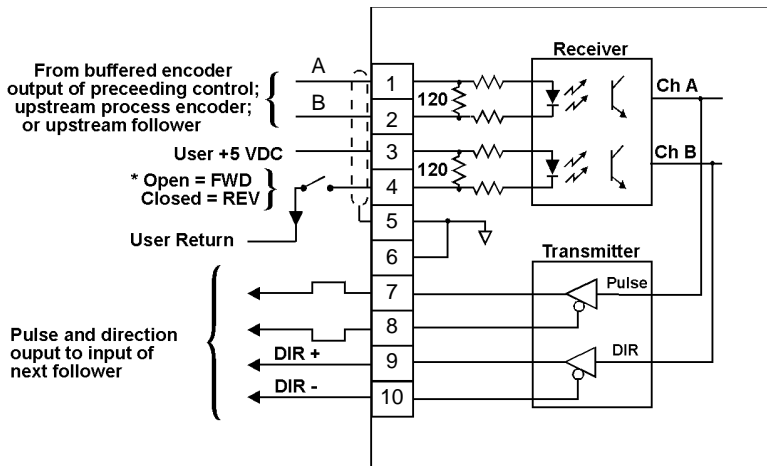 From buffered encoder
output of preceeding control;
upstream process encoder;
or upstream follower
A
B
User +5 VDC
* Open = FWD
Closed = REV
User Return
Pulse and direction
ouput to input of
next follower
DIR +
DIR -
1
2
3
4
5
6
7
8
9
10
120
120
Receiver
Ch A
Ch B
Transmitter
Pulse
DIR